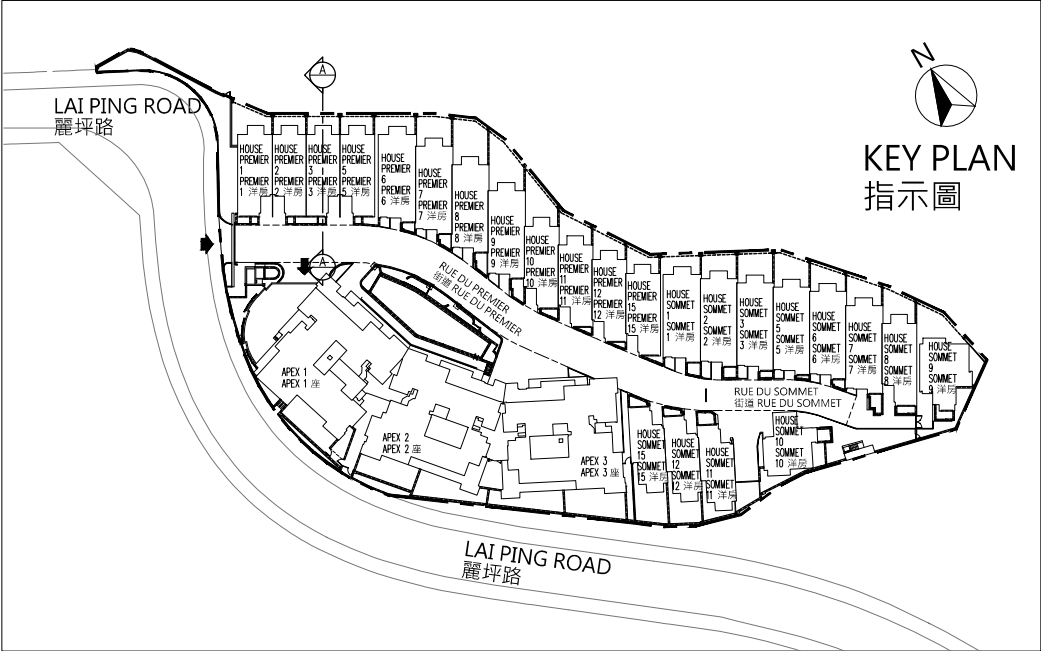 LAI PING ROAD
麗坪路
A
N
KEY PLAN
指示圖
HOUSE
PREMIER
1
PREMIER
1 洋房
HOUSE
PREMIER
2
PREMIER
2 洋房
HOUSE
PREMIER
3
PREMIER
3 洋房
HOUSE
PREMIER
5
PREMIER
5 洋房
HOUSE
PREMIER
6
PREMIER
6 洋房
HOUSE
PREMIER
7
PREMIER
7 洋房
HOUSE
PREMIER
8
PREMIER
8 洋房
HOUSE
PREMIER
9
PREMIER
9 洋房
HOUSE
PREMIER
10
PREMIER
10 洋房
HOUSE
PREMIER
11
PREMIER
11 洋房
HOUSE
PREMIER
12
PREMIER
12 洋房
HOUSE
PREMIER
15
PREMIER
15 洋房
HOUSE
SOMMET
1
SOMMET
1 洋房
HOUSE
SOMMET
2
SOMMET
2 洋房
HOUSE
SOMMET
3
SOMMET
3 洋房
HOUSE
SOMMET
5
SOMMET
5 洋房
HOUSE
SOMMET
6
SOMMET
6 洋房
HOUSE
SOMMET
7
SOMMET
7 洋房
HOUSE
SOMMET
8
SOMMET
8 洋房
HOUSE
SOMMET
9
SOMMET
9 洋房
A
RUE DU PREMIER
街道 RUE DU PREMIER
RUE DU SOMMET
街道 RUE DU SOMMET
APEX 1
APEX 1 座
APEX 2
APEX 2 座
APEX 3
APEX 3 座
HOUSE
SOMMET
15
SOMMET
15 洋房
HOUSE
SOMMET
12
SOMMET
12 洋房
HOUSE
SOMMET
11
SOMMET
11 洋房
HOUSE
SOMMET
10
SOMMET
10 洋房
LAI PING ROAD
麗坪路